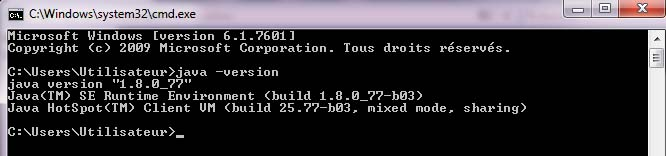 C:\Windows\system32\cmd.exe
Microsoft Windows [version 6.1.7601]
Copyright (c) 2009 Microsoft Corporation. Tous droits réservés.
C:\Users\Utilisateur>java -version
java version "1.8.0_77"
Java(TM) SE Runtime Environment (build 1.8.0_77-b03)
Java HotSpot(TM) Client VM (build 25.77-b03, mixed mode, sharing)
C:\Users\Utilisateur>_